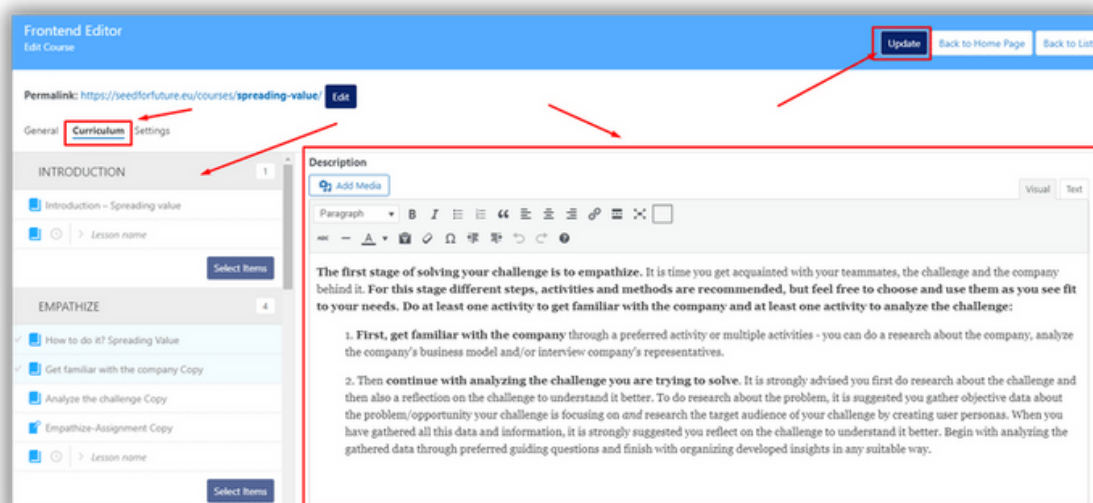 Frontend Editor
Edit Course
Update
Back to Home Page
Back to List
Permalink: https://seedforfuture.eu/courses/spreading-value/
Edit
General Curriculum Settings
INTRODUCTION 1
Introduction – Spreading value
Lesson name
Select Items
EMPATHIZE 4
How to do it? Spreading Value
Get familiar with the company Copy
Analyze the challenge Copy
Empathize-Assignment Copy
Lesson name
Select Items
Description
Add Media
Visual Text
Paragraph
The first stage of solving your challenge is to empathize. It is time you get acquainted with your teammates, the challenge and the company
behind it. For this stage different steps, activities and methods are recommended, but feel free to choose and use them as you see fit
to your needs. Do at least one activity to get familiar with the company and at least one activity to analyze the challenge:
1. First, get familiar with the company through a preferred activity or multiple activities - you can do a research about the company, analyze
the company's business model and/or interview company's representatives.
2. Then continue with analyzing the challenge you are trying to solve. It is strongly advised you first do research about the challenge and
then also a reflection on the challenge to understand it better. To do research about the problem, it is suggested you gather objective data about
the problem/opportunity your challenge is focusing on and research the target audience of your challenge by creating user personas. When you
have gathered all this data and information, it is strongly suggested you reflect on the challenge to understand it better. Begin with analyzing the
gathered data through preferred guiding questions and finish with organizing developed insights in any suitable way.